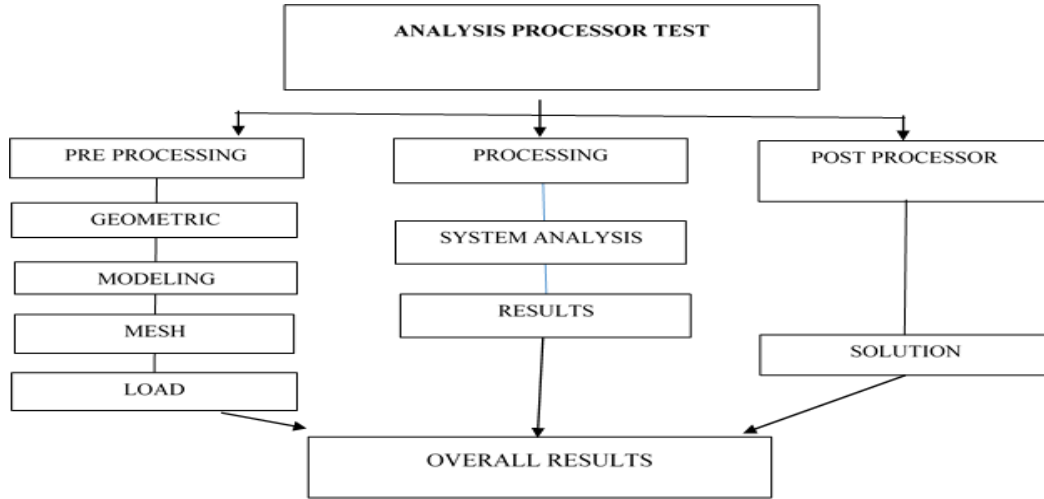 ANALYSIS PROCESSOR TEST
PRE PROCESSING
GEOMETRIC
MODELING
MESH
LOAD
PROCESSING
SYSTEM ANALYSIS
RESULTS
POST PROCESSOR
SOLUTION
OVERALL RESULTS